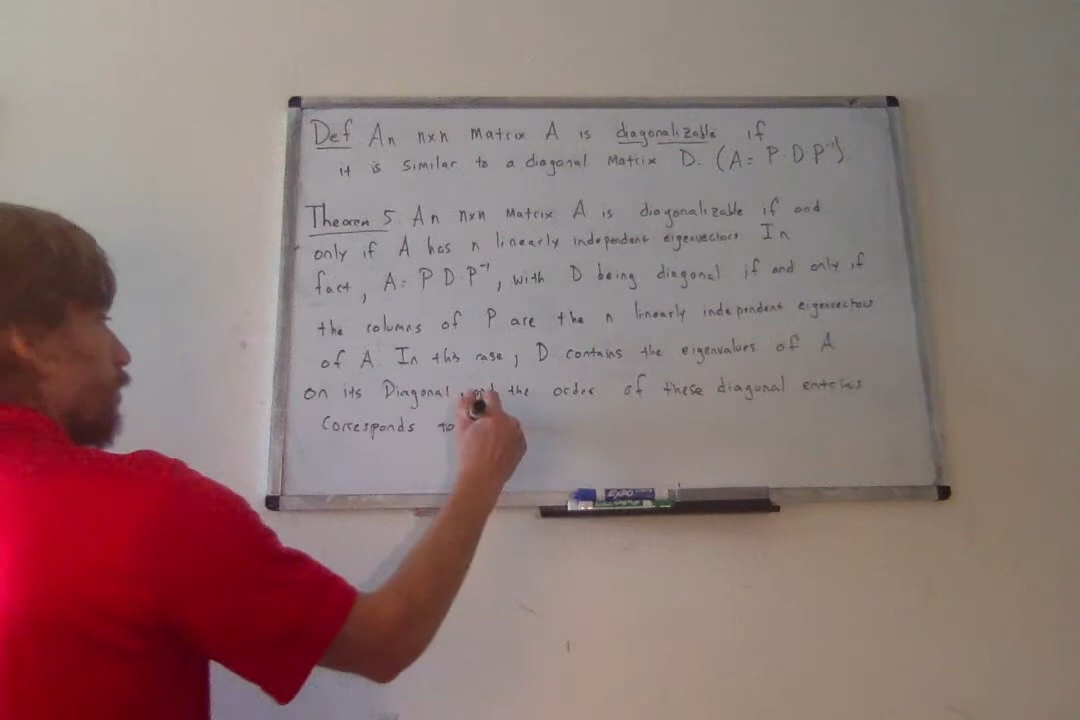 Def An nxn Matrix A is diagonalizable if
it is similar to a diagonal Matrix D. (A = P D P⁻¹)
Theorem 5. An nxn Matrix A is diagonalizable if and
only if A has n linearly independent eigenvectors In
fact, A = P D P⁻¹, with D being diagonal if and only if
the columns of P are the n linearly independent eigenvectors
of A. In this case, D contains the eigenvalues of A
on its Diagonal, and the order of these diagonal entries
Corresponds to
EXPO